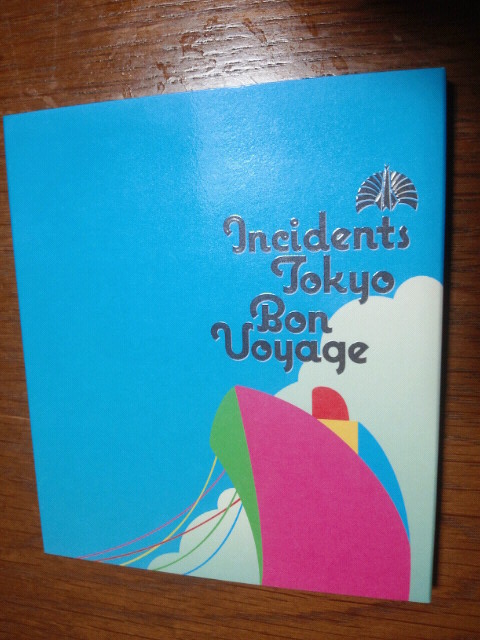 Incidents
Tokyo
Bon
Voyage